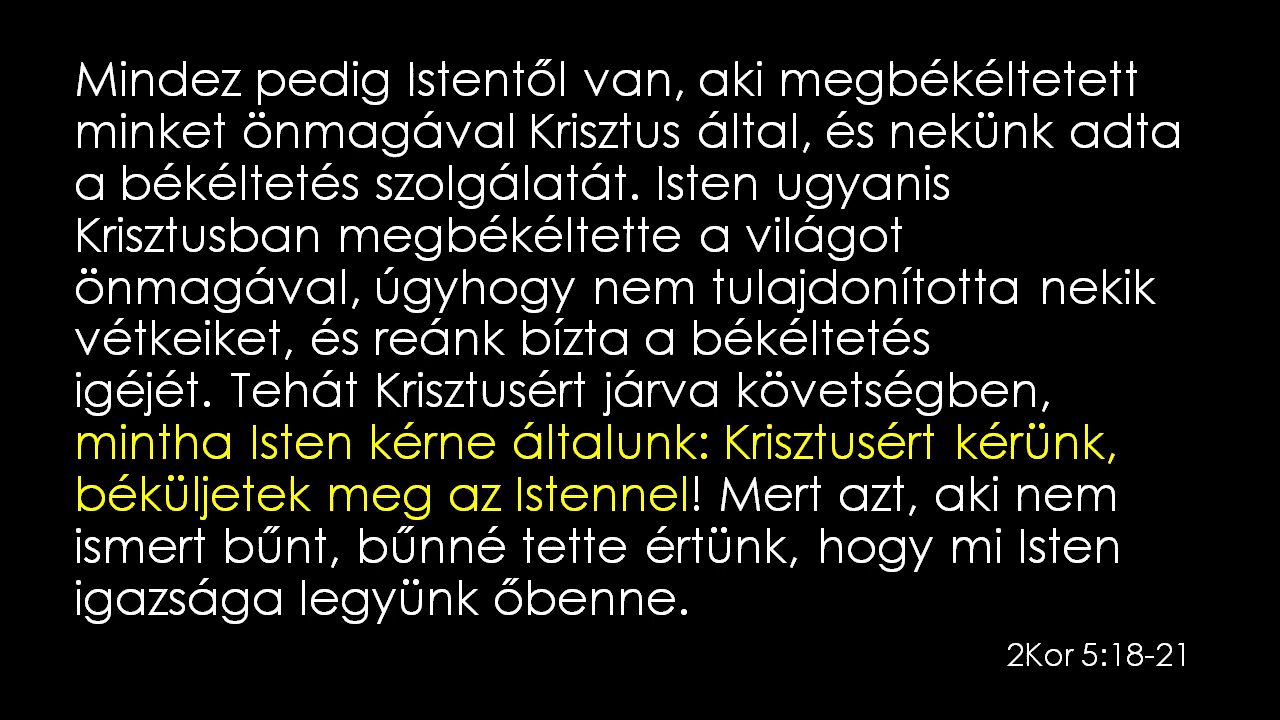 Mindez pedig Istentől van, aki megbékéltetett
minket önmagával Krisztus által, és nekünk adta
a békéltetés szolgálatát. Isten ugyanis
Krisztusban megbékéltette a világot
önmagával, úgyhogy nem tulajdonította nekik
vétkeiket, és reánk bízta a békéltetés
igéjét. Tehát Krisztusért járva követségben,
mintha Isten kérne általunk: Krisztusért kérünk,
béküljetek meg az Istennel! Mert azt, aki nem
ismert bűnt, bűnné tette értünk, hogy mi Isten
igazsága legyünk őbenne.
2Kor 5:18-21